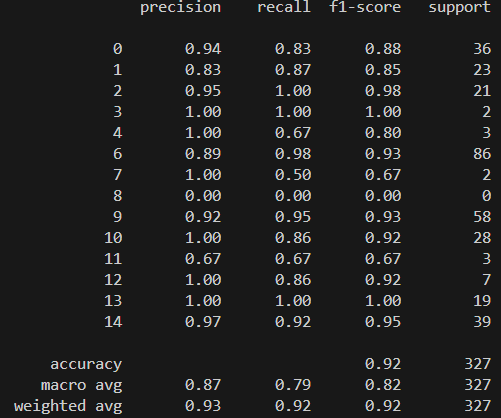 precision recall f1-score support
0 0.94 0.83 0.88 36
1 0.83 0.87 0.85 23
2 0.95 1.00 0.98 21
3 1.00 1.00 1.00 2
4 1.00 0.67 0.80 3
6 0.89 0.98 0.93 86
7 1.00 0.50 0.67 2
8 0.00 0.00 0.00 0
9 0.92 0.95 0.93 58
10 1.00 0.86 0.92 28
11 0.67 0.67 0.67 3
12 1.00 0.86 0.92 7
13 1.00 1.00 1.00 19
14 0.97 0.92 0.95 39
accuracy 0.92 327
macro avg 0.87 0.79 0.82 327
weighted avg 0.93 0.92 0.92 327